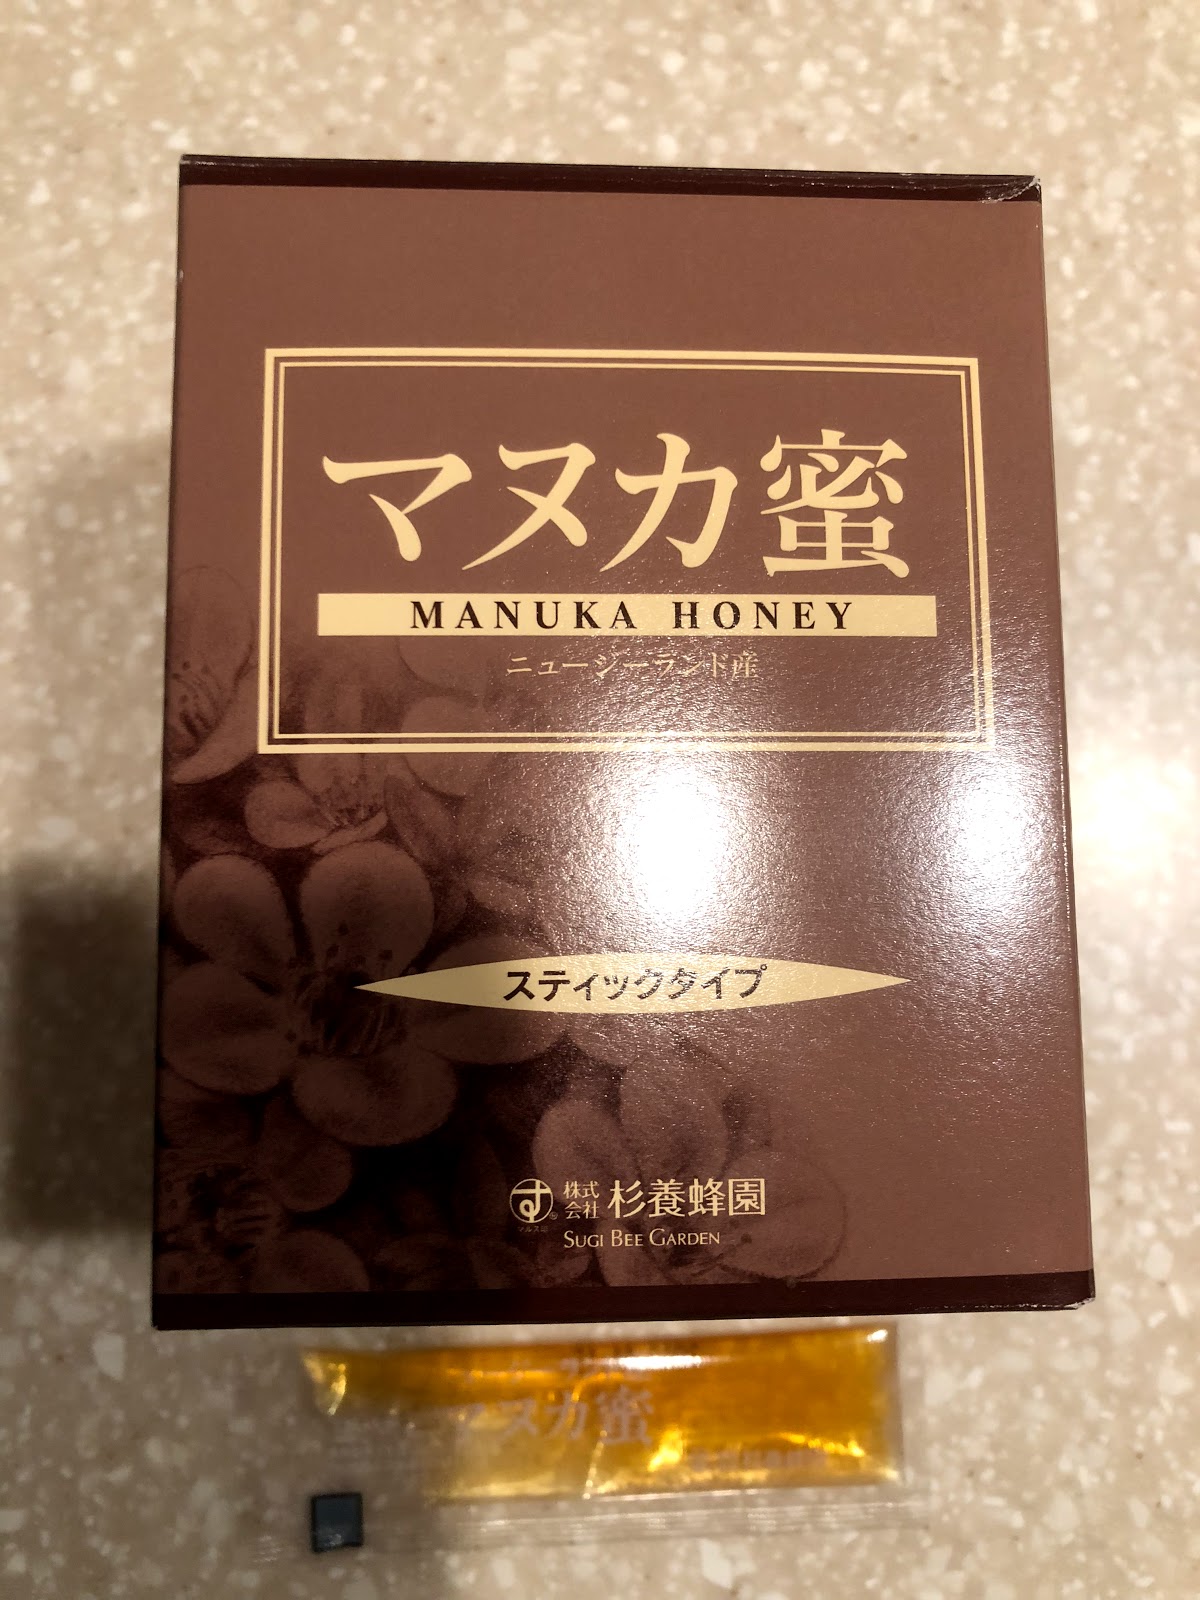 マヌカ蜜
MANUKA HONEY
ニュージーランド産
スティックタイプ
株式会社 杉養蜂園
SUGI BEE GARDEN
マヌカ蜜